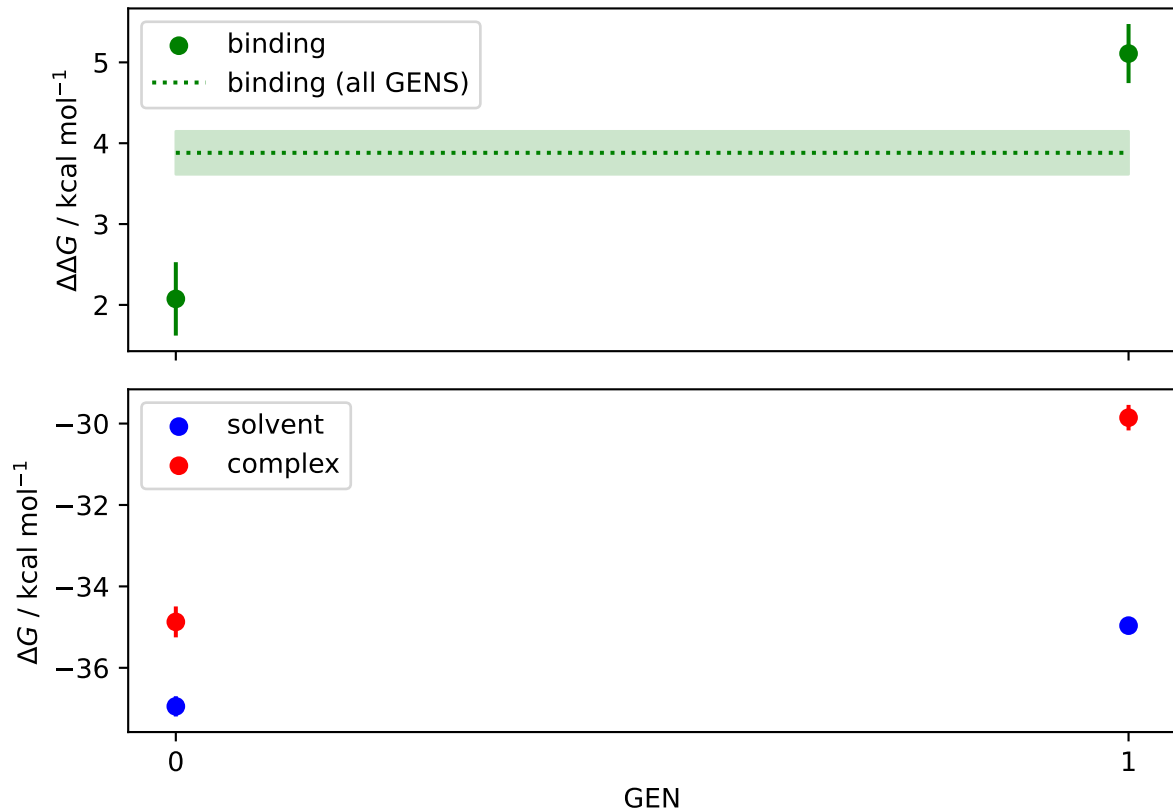 binding
binding (all GENS)
5
4
3
2
ΔΔG / kcal mol⁻¹
solvent
complex
−30
−32
−34
−36
ΔG / kcal mol⁻¹
0
1
GEN